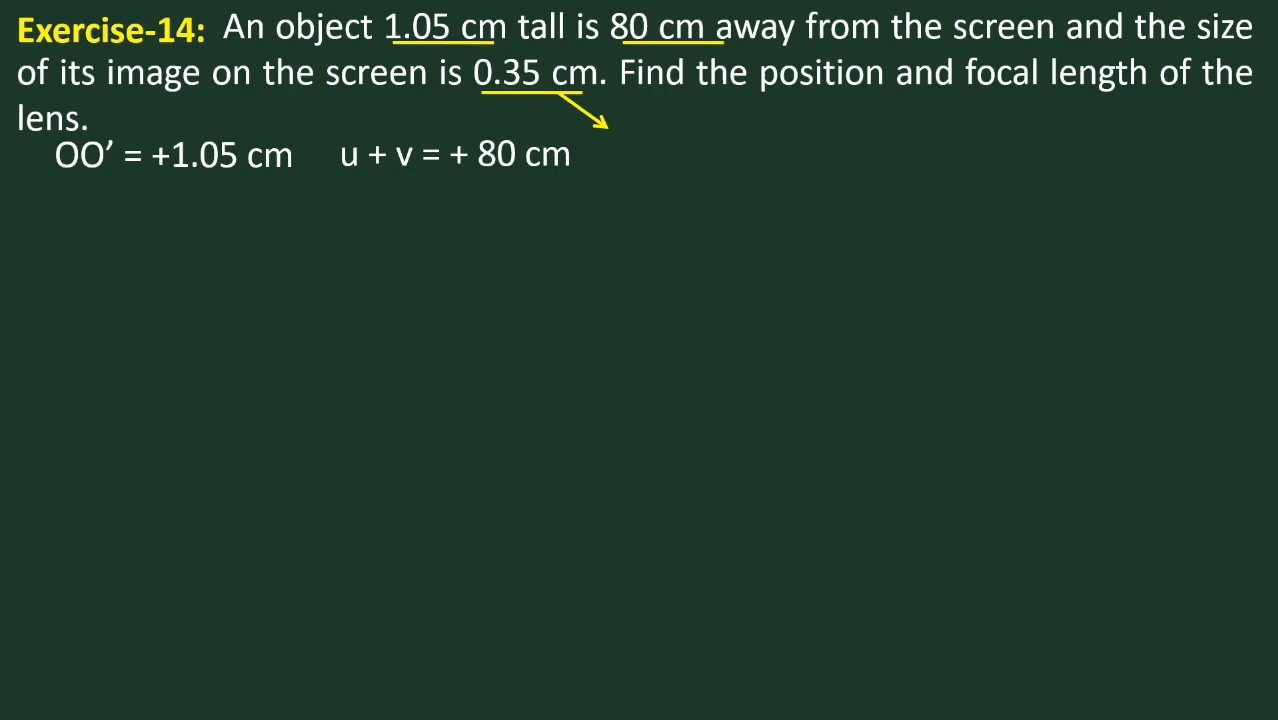 Exercise-14: An object 1.05 cm tall is 80 cm away from the screen and the size
of its image on the screen is 0.35 cm. Find the position and focal length of the
lens.
OO’ = +1.05 cm u + v = + 80 cm